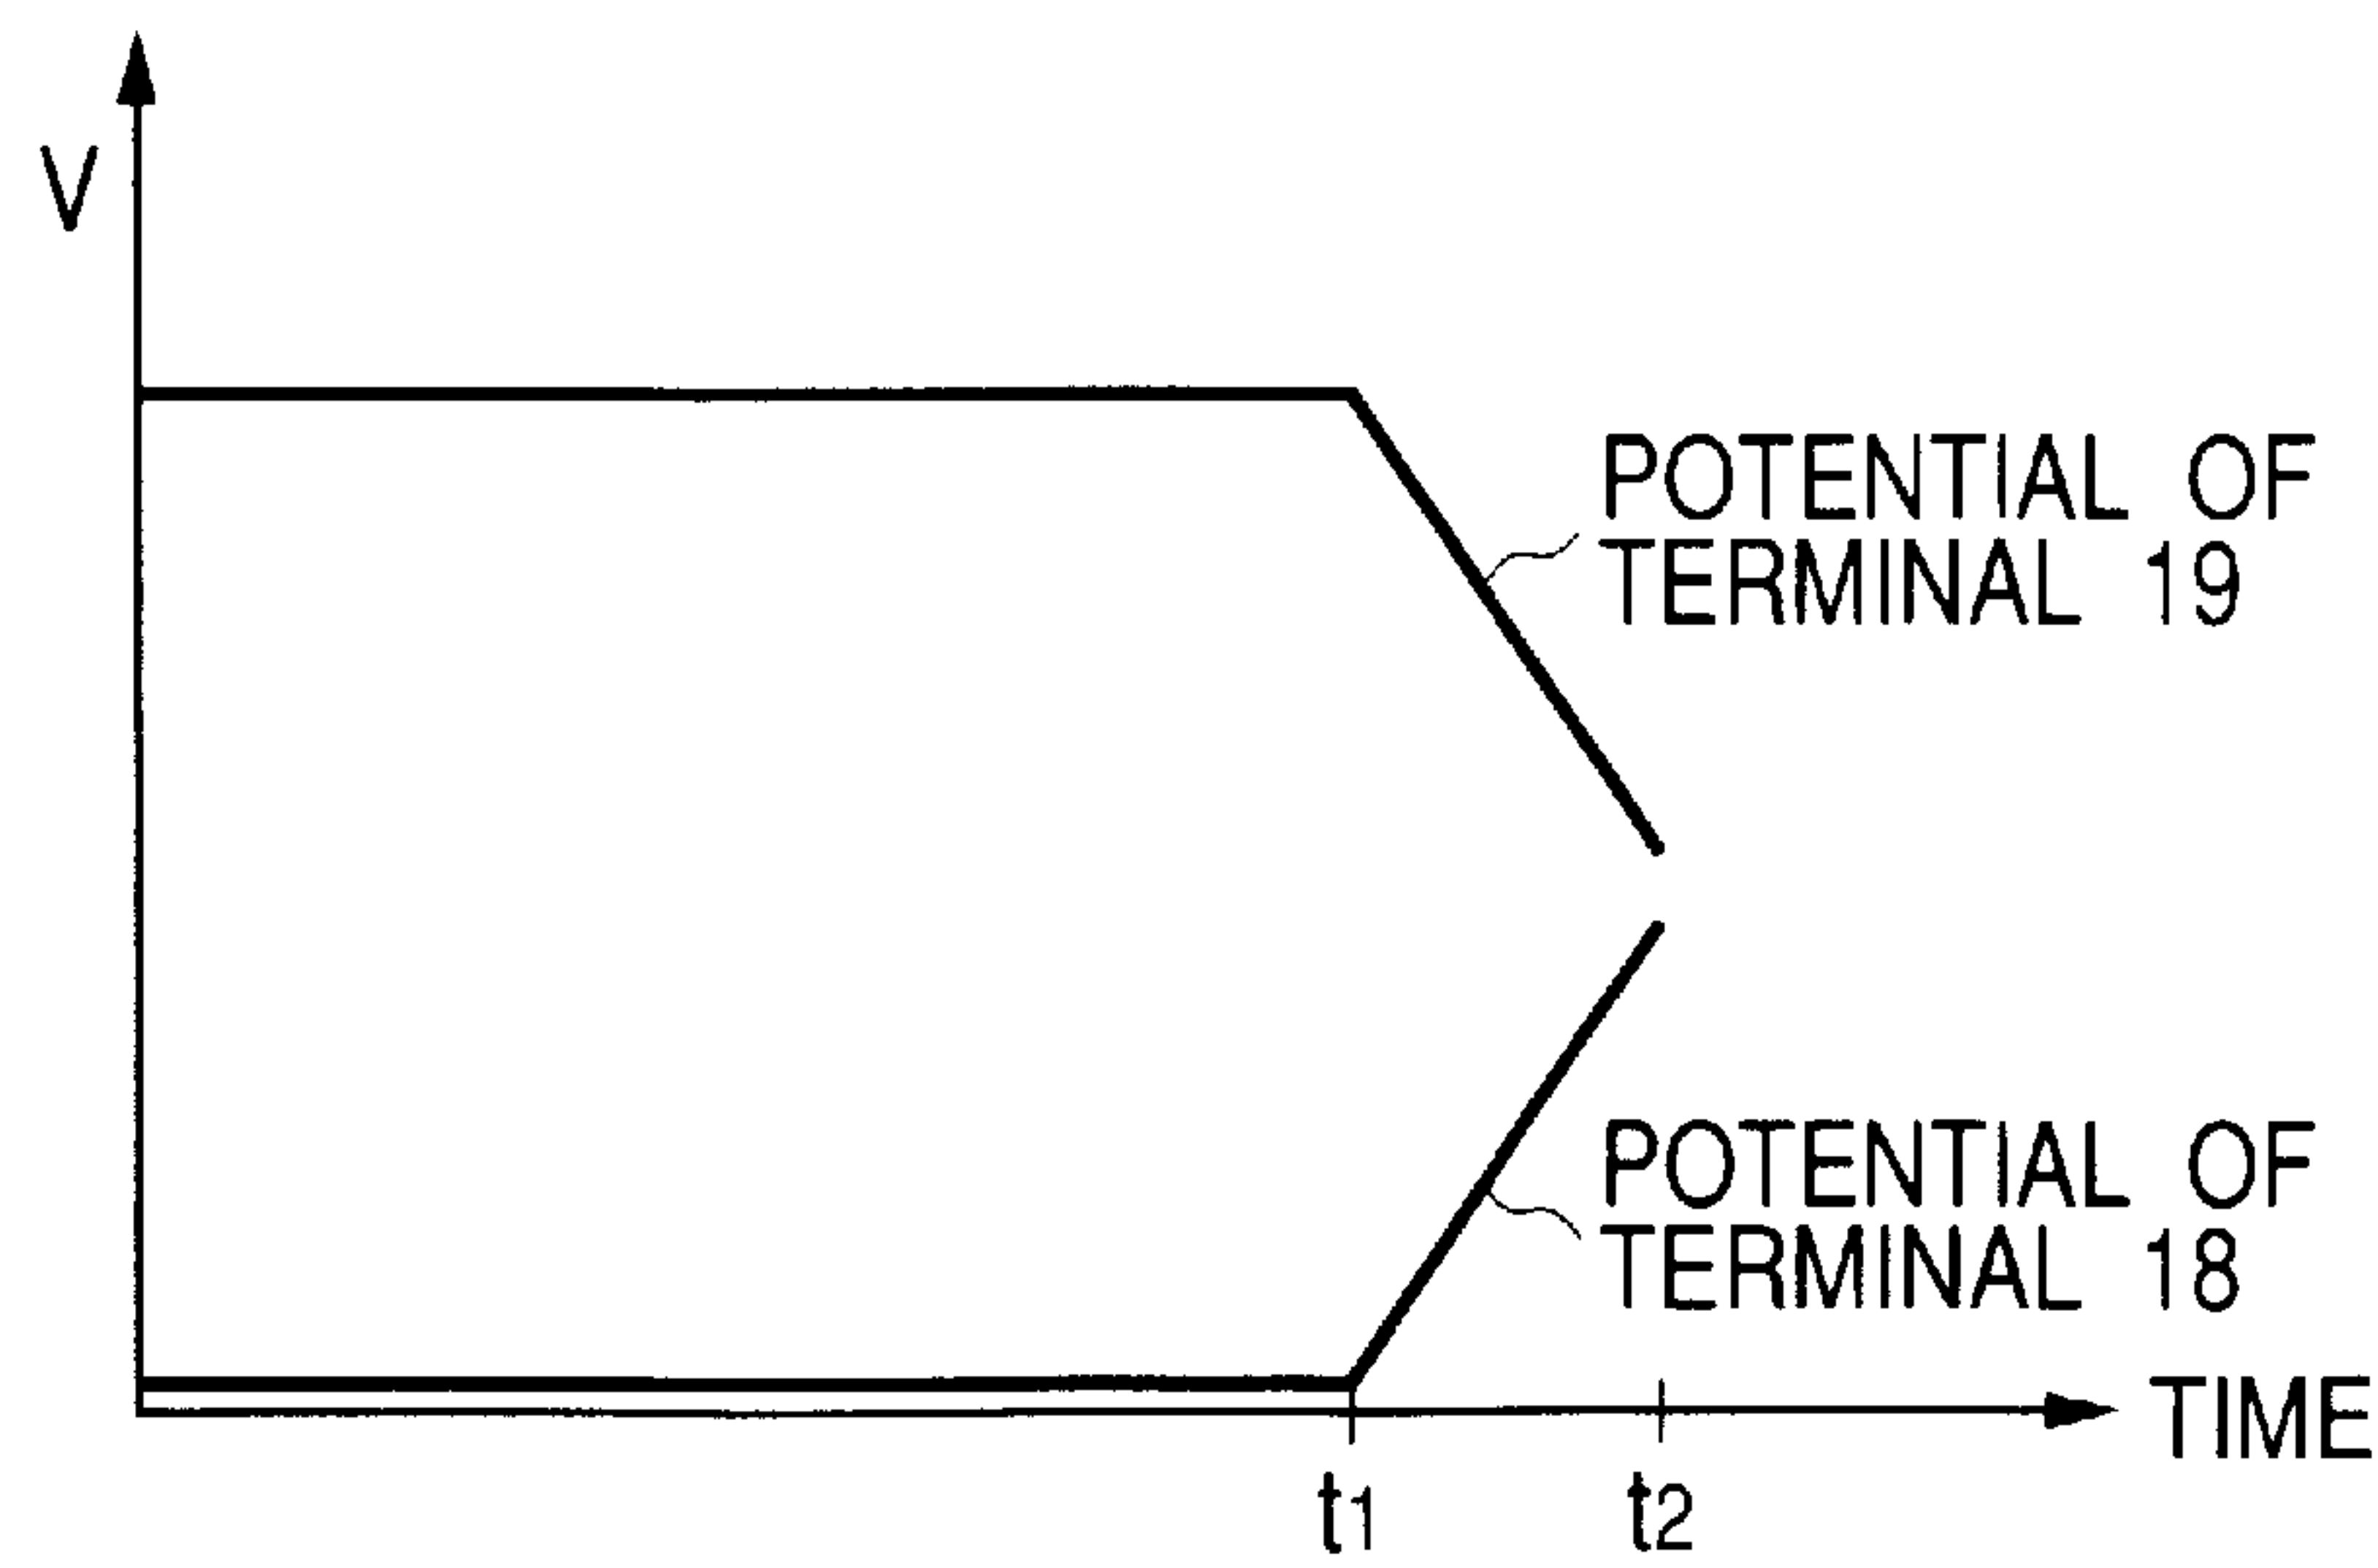 V
POTENTIAL OF
TERMINAL 19
POTENTIAL OF
TERMINAL 18
TIME
t1
t2